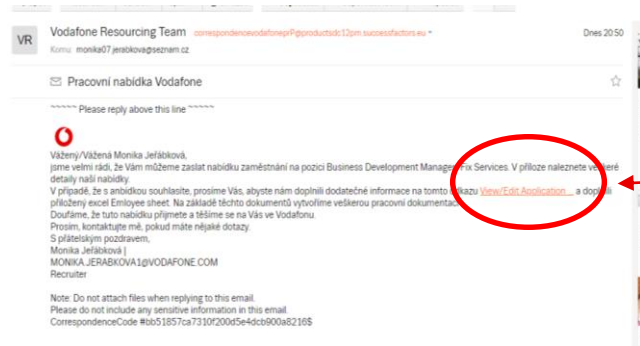 VR
Vodafone Resourcing Team correspondencevodafoneprP@productsdc12pm.successfactors.eu
Dnes 20:50
Komu: monika07.jerabkova@seznam.cz
Pracovní nabídka Vodafone
~~~~~ Please reply above this line ~~~~~
Vážený/Vážená Monika Jeřábková,
jsme velmi rádi, že Vám můžeme zaslat nabídku zaměstnání na pozici Business Development Manager Fix Services. V příloze naleznete veškeré
detaily naší nabídky.
V případě, že s anbídkou souhlasíte, prosíme Vás, abyste nám doplnili dodatečné informace na tomto odkazu View/Edit Application... a doplnili
přiložený excel Emloyee sheet. Na základě těchto dokumentů vytvoříme veškerou pracovní dokumentaci
Doufáme, že tuto nabídku přijmete a těšíme se na Vás ve Vodafonu.
Prosím, kontaktujte mě, pokud máte nějaké dotazy.
S přátelským pozdravem,
Monika Jeřábková |
MONIKA.JERABKOVA1@VODAFONE.COM
Recruiter
Note: Do not attach files when replying to this email.
Please do not include any sensitive information in this email.
CorrespondenceCode #bb51857ca7310f200d5e4dcb900a8216$